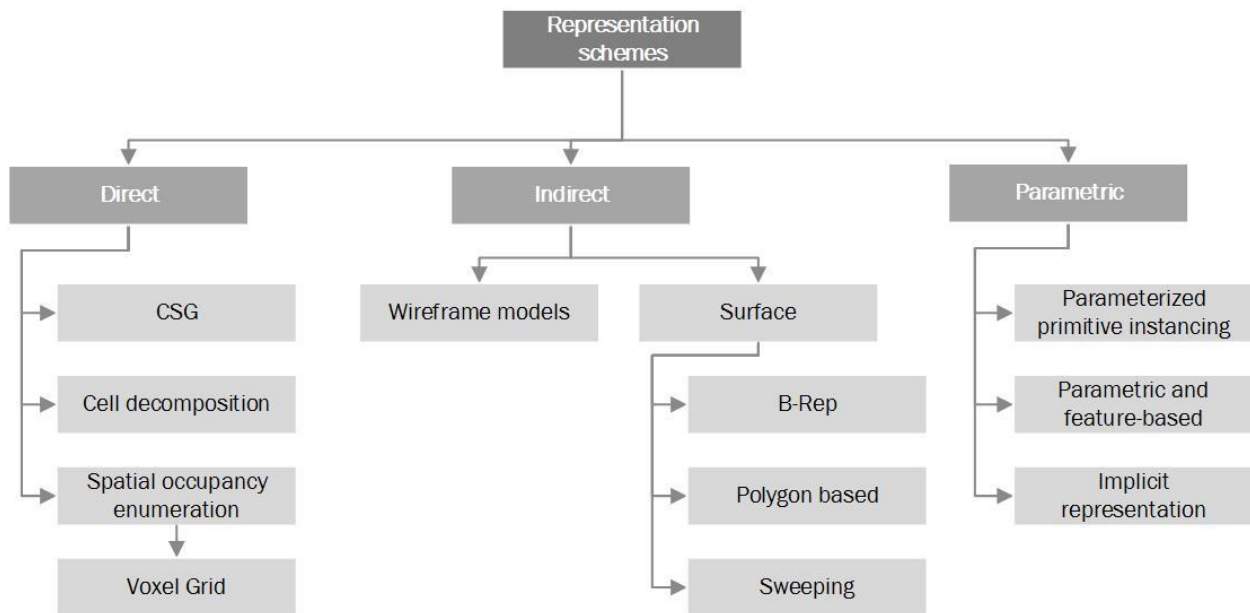 Representation
schemes
Direct
Indirect
Parametric
CSG
Cell decomposition
Spatial occupancy
enumeration
Voxel Grid
Wireframe models
Surface
B-Rep
Polygon based
Sweeping
Parameterized
primitive instancing
Parametric and
feature-based
Implicit
representation